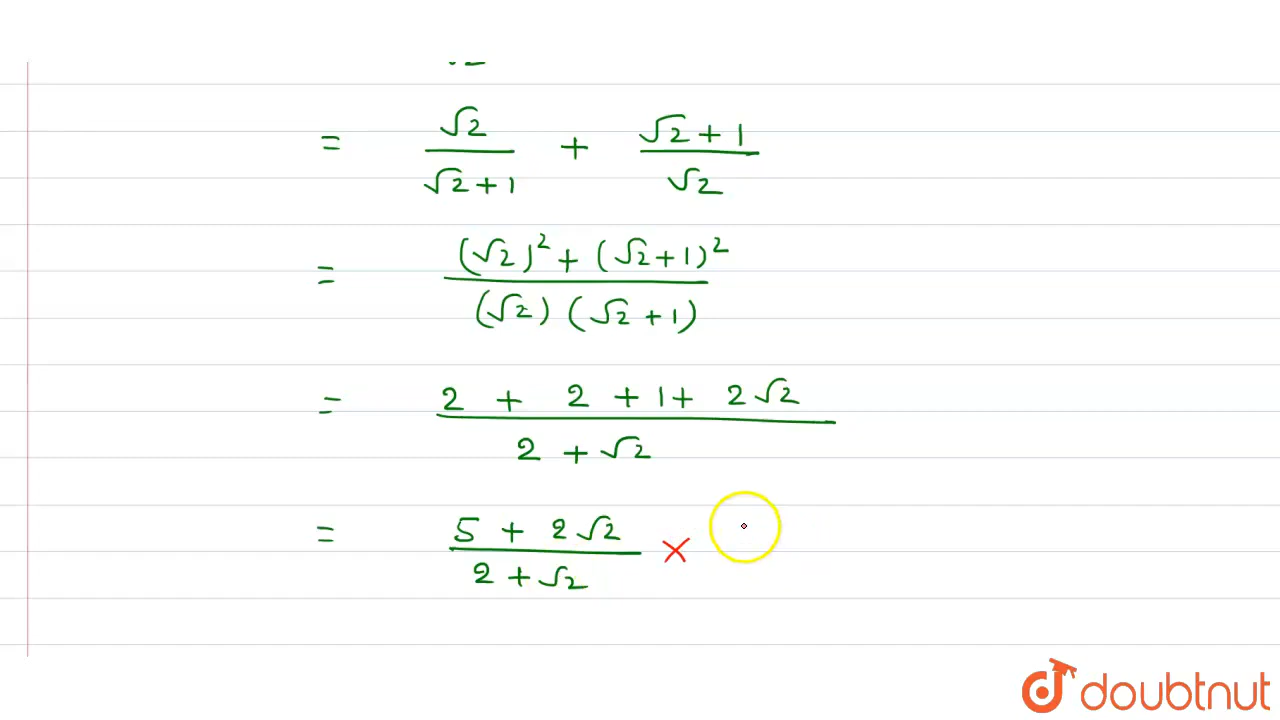 = √2/(√2+1) + (√2+1)/√2
= ((√2)² + (√2+1)²)/((√2) (√2+1))
= (2 + 2 + 1 + 2√2)/(2 + √2)
= (5 + 2√2)/(2 + √2) ×
doubtnut